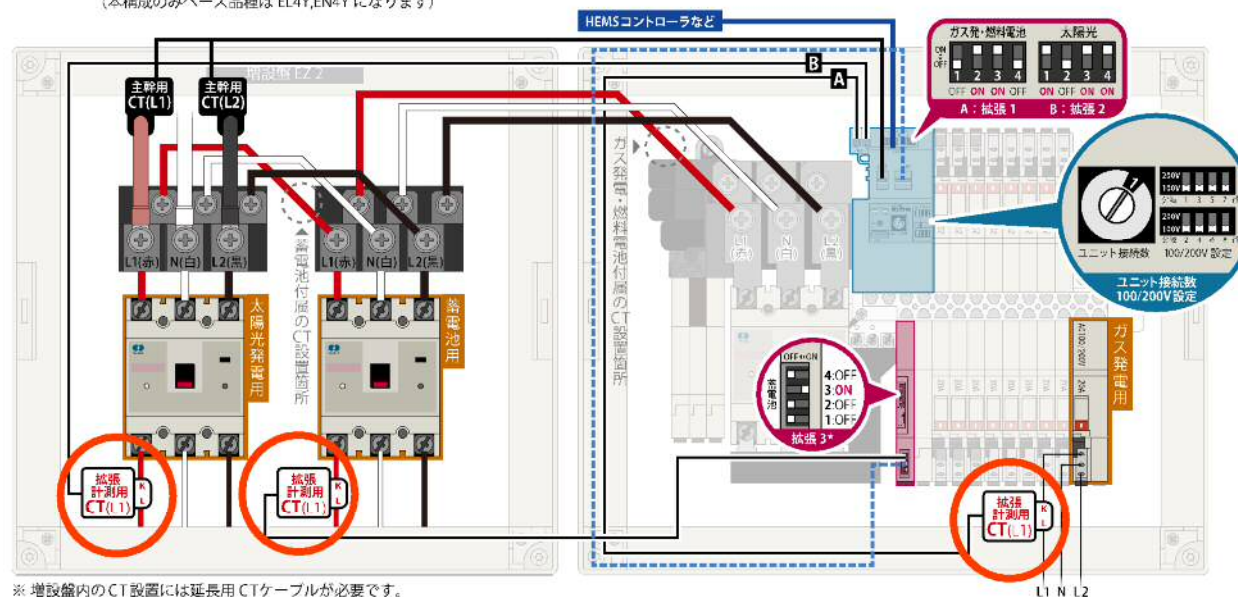 (本構成のみベース品種は EL4Y,EN4Y になります)
HEMSコントローラなど
増設盤 EZ 2
主幹用
CT(L1)
主幹用
CT(L2)
B
A
ガス発・燃料電池
太陽光
ON
OFF
1 2 3 4
1 2 3 4
OFF ON ON OFF
ON OFF ON ON
A：拡張 1
B：拡張 2
ガス発電・燃料電池付属のCT設置箇所
蓄電池付属のCT設置箇所
L1(赤)
N(白)
L2(黒)
L1(赤)
N(白)
L2(黒)
L1
(赤)
N
(白)
L2
(黒)
200V
100V
200V
100V
ユニット接続数
100/200V 設定
ユニット接続数
100/200V 設定
太陽光発電用
蓄電池用
ガス発電用
AC100/200V
20A
OFF⇔ON
蓄電池
4:OFF
3:ON
2:OFF
1:OFF
拡張 3*
拡張
計測用
CT(L1)
K
L
拡張
計測用
CT(L1)
K
L
拡張
計測用
CT(L1)
K
L
L1 N L2
※ 増設盤内のCT設置には延長用CTケーブルが必要です。